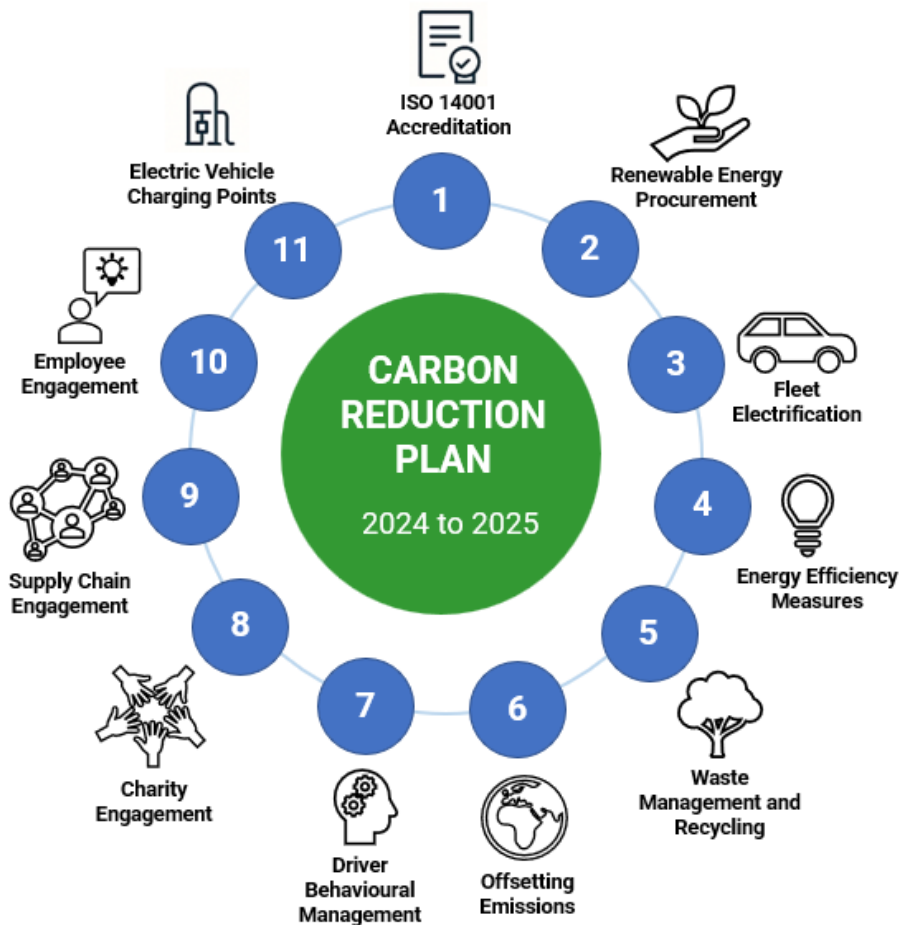 CARBON
REDUCTION
PLAN
2024 to 2025
1
ISO 14001
Accreditation
2
Renewable Energy
Procurement
3
Fleet
Electrification
4
Energy Efficiency
Measures
5
Waste
Management and
Recycling
6
Offsetting
Emissions
7
Driver
Behavioural
Management
8
Charity
Engagement
9
Supply Chain
Engagement
10
Employee
Engagement
11
Electric Vehicle
Charging Points